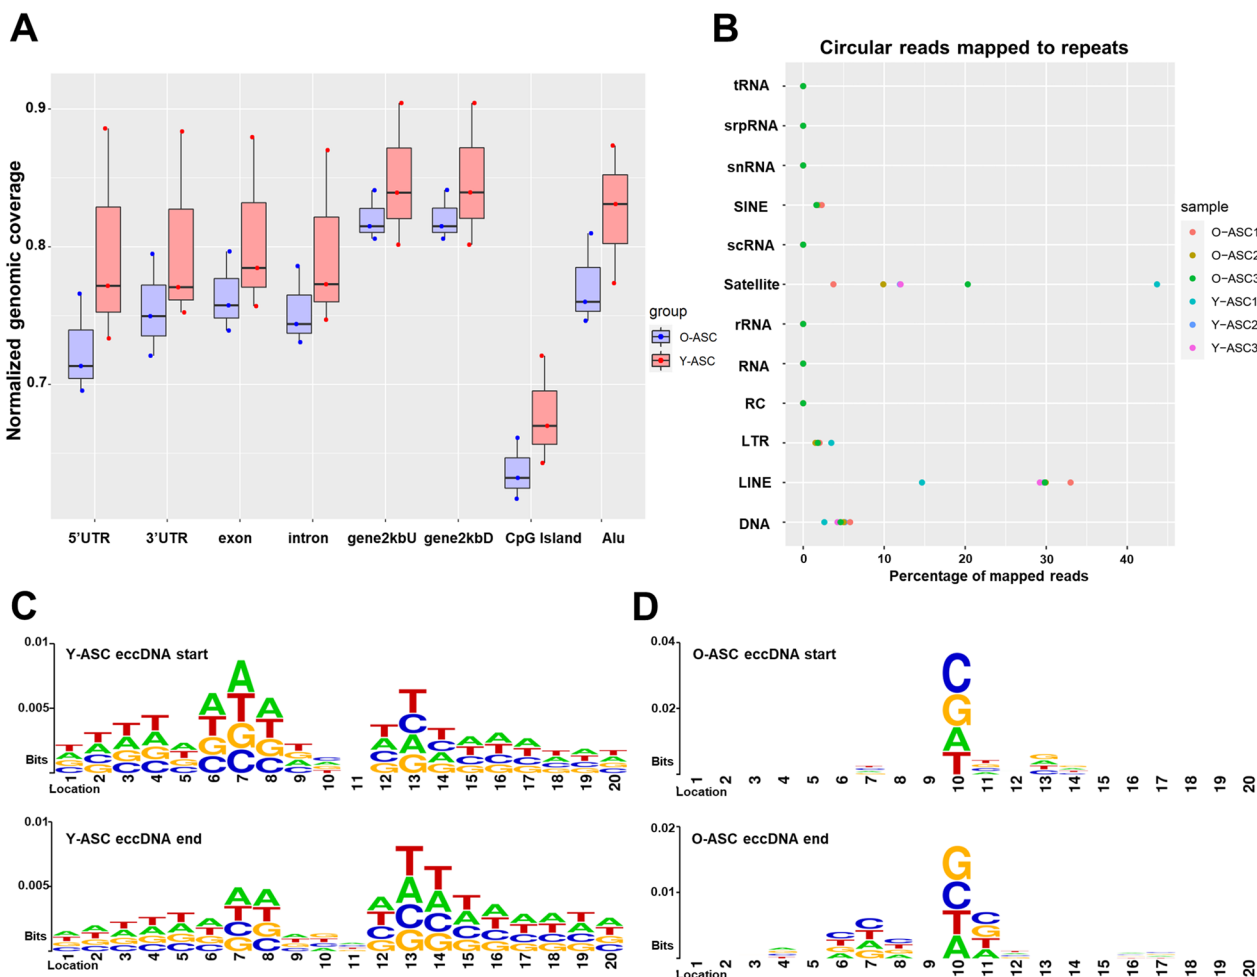 A
Normalized genomic coverage
0.9
0.8
0.7
5'UTR 3'UTR exon intron gene2kbU gene2kbD CpG Island Alu
group
O-ASC
Y-ASC
B
Circular reads mapped to repeats
tRNA
srpRNA
snRNA
SINE
scRNA
Satellite
rRNA
RNA
RC
LTR
LINE
DNA
0 10 20 30 40
Percentage of mapped reads
sample
O-ASC1
O-ASC2
O-ASC3
Y-ASC1
Y-ASC2
Y-ASC3
C
Y-ASC eccDNA start
0.01
0.005
Bits
Location
1 2 3 4 5 6 7 8 9 10 11 12 13 14 15 16 17 18 19 20
Y-ASC eccDNA end
0.01
0.005
Bits
Location
1 2 3 4 5 6 7 8 9 10 11 12 13 14 15 16 17 18 19 20
D
O-ASC eccDNA start
0.04
0.02
Bits
Location
1 2 3 4 5 6 7 8 9 10 11 12 13 14 15 16 17 18 19 20
C
G
A
T
O-ASC eccDNA end
0.02
0.01
Bits
Location
1 2 3 4 5 6 7 8 9 10 11 12 13 14 15 16 17 18 19 20
G
C
T
A